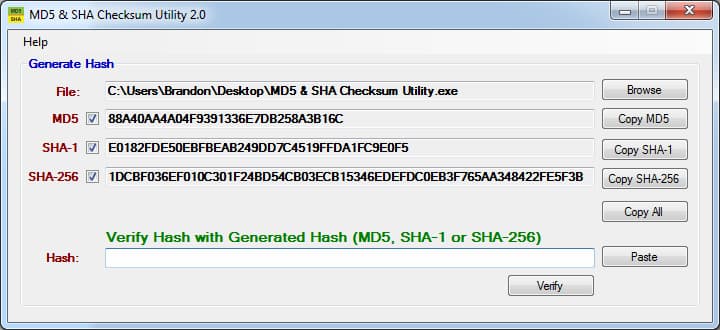 MD5 SHA MD5 & SHA Checksum Utility 2.0
Help
Generate Hash
File: C:\Users\Brandon\Desktop\MD5 & SHA Checksum Utility.exe Browse
MD5 88A40AA4A04F9391336E7DB258A3B16C Copy MD5
SHA-1 E0182FDE50EBFBEAB249DD7C4519FFDA1FC9E0F5 Copy SHA-1
SHA-256 1DCBF036EF010C301F24BD54CB03ECB15346EDEFDC0EB3F765AA348422FE5F3B Copy SHA-256
Copy All
Verify Hash with Generated Hash (MD5, SHA-1 or SHA-256)
Hash: Paste
Verify